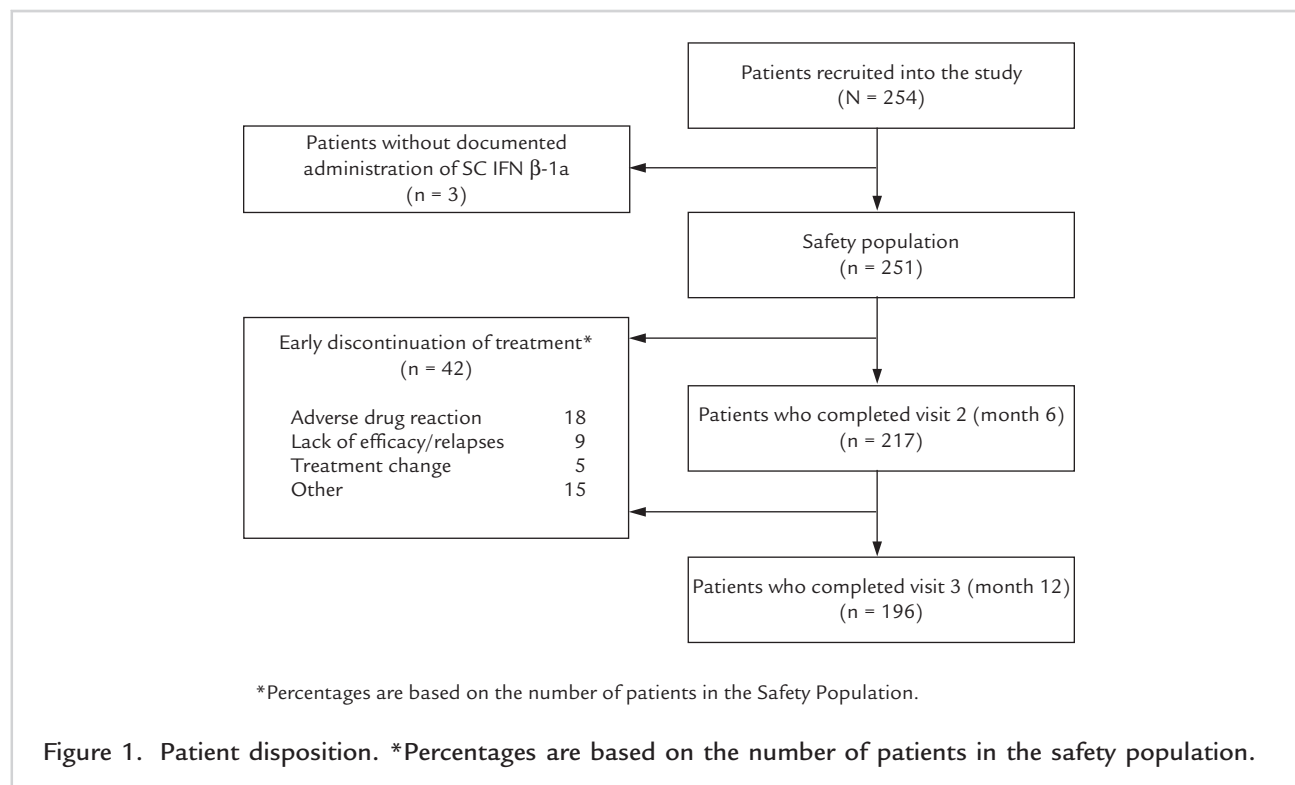 Patients recruited into the study
(N = 254)
Patients without documented
administration of SC IFN β-1a
(n = 3)
Safety population
(n = 251)
Early discontinuation of treatment*
(n = 42)
Adverse drug reaction 18
Lack of efficacy/relapses 9
Treatment change 5
Other 15
Patients who completed visit 2 (month 6)
(n = 217)
Patients who completed visit 3 (month 12)
(n = 196)
*Percentages are based on the number of patients in the Safety Population.
Figure 1. Patient disposition. *Percentages are based on the number of patients in the safety population.